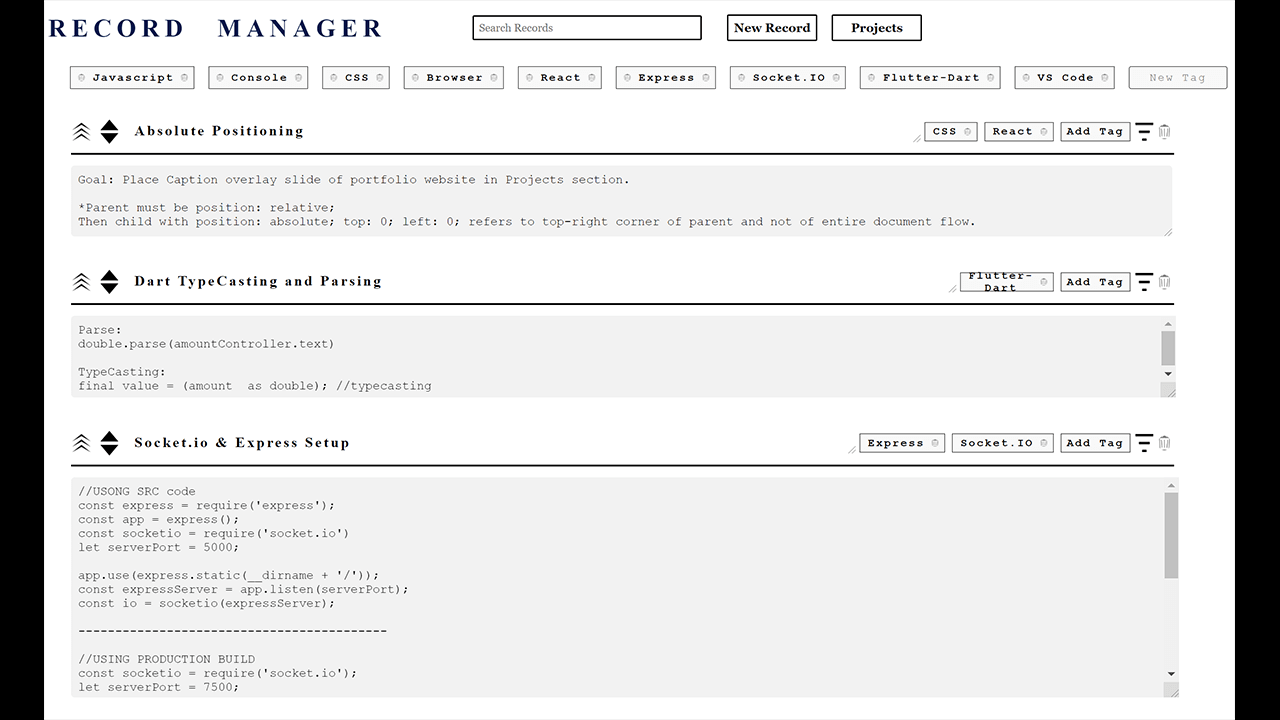 RECORD MANAGER
Search Records
New Record
Projects
Javascript
Console
CSS
Browser
React
Express
Socket.IO
Flutter-Dart
VS Code
New Tag
Absolute Positioning
CSS
React
Add Tag
Goal: Place Caption overlay slide of portfolio website in Projects section.
*Parent must be position: relative;
Then child with position: absolute; top: 0; left: 0; refers to top-right corner of parent and not of entire document flow.
Dart TypeCasting and Parsing
Flutter-
Dart
Add Tag
Parse:
double.parse(amountController.text)
TypeCasting:
final value = (amount  as double); //typecasting
Socket.io & Express Setup
Express
Socket.IO
Add Tag
//USONG SRC code
const express = require('express');
const app = express();
const socketio = require('socket.io')
let serverPort = 5000;
app.use(express.static(__dirname + '/'));
const expressServer = app.listen(serverPort);
const io = socketio(expressServer);
------------------------------------------
//USING PRODUCTION BUILD
const socketio = require('socket.io');
let serverPort = 7500;